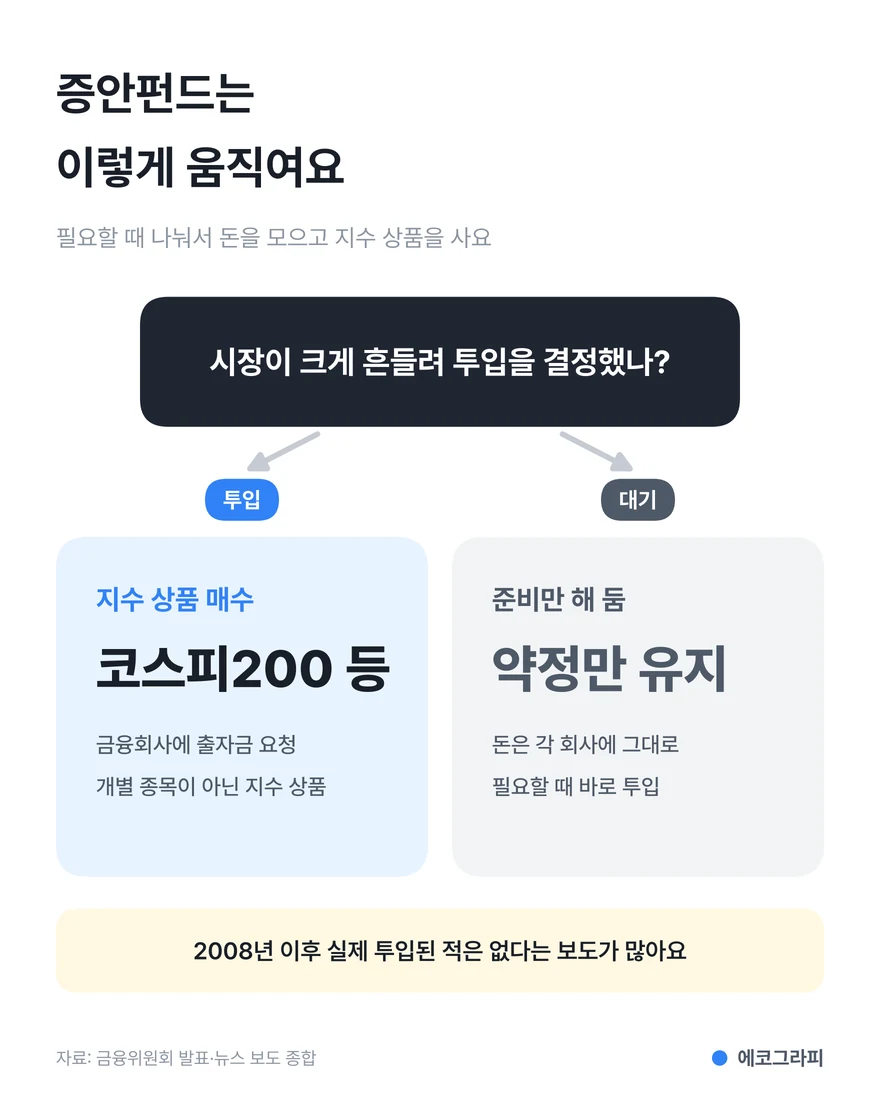 증안펀드는
이렇게 움직여요
필요할 때 나눠서 돈을 모으고 지수 상품을 사요
시장이 크게 흔들려 투입을 결정했나?
투입
대기
지수 상품 매수
코스피200 등
금융회사에 출자금 요청
개별 종목이 아닌 지수 상품
준비만 해 둠
약정만 유지
돈은 각 회사에 그대로
필요할 때 바로 투입
2008년 이후 실제 투입된 적은 없다는 보도가 많아요
자료: 금융위원회 발표·뉴스 보도 종합
에코그라피